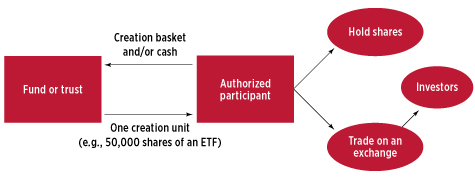 Creation basket
and/or cash
Fund or trust
Authorized
participant
One creation unit
(e.g., 50,000 shares of an ETF)
Hold shares
Investors
Trade on an
exchange